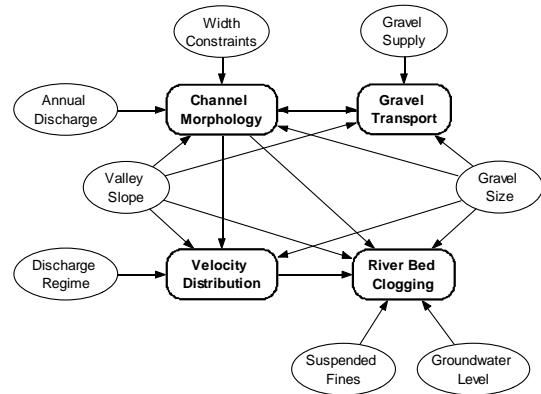 Width
Constraints
Gravel
Supply
Annual
Discharge
Channel
Morphology
Gravel
Transport
Valley
Slope
Gravel
Size
Discharge
Regime
Velocity
Distribution
River Bed
Clogging
Suspended
Fines
Groundwater
Level